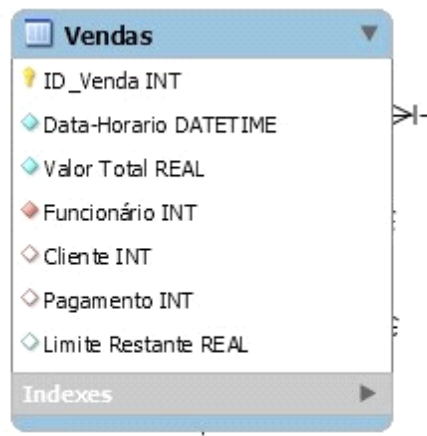 Vendas
ID_Venda INT
Data-Horario DATETIME
Valor Total REAL
Funcionário INT
Cliente INT
Pagamento INT
Limite Restante REAL
Indexes